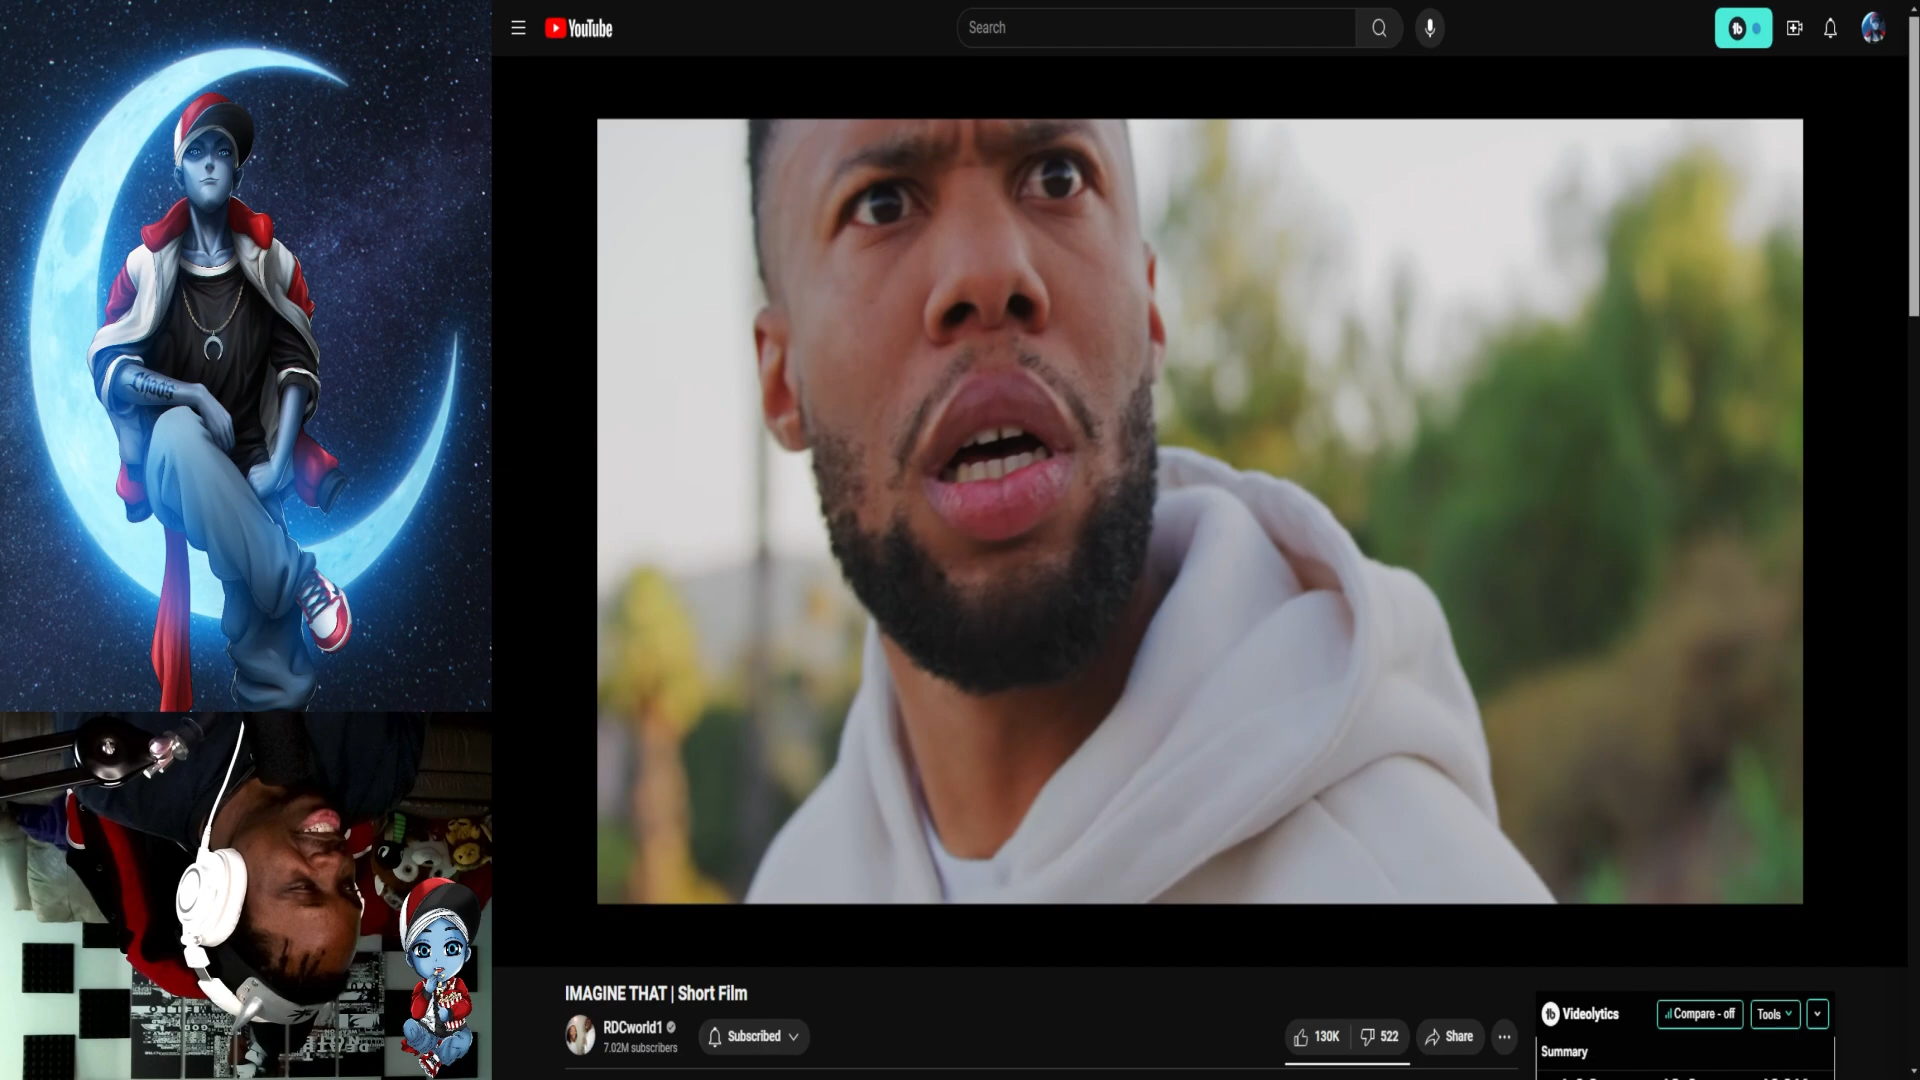 YouTube
Search
Chaos
IMAGINE THAT | Short Film
RDCworld1
7.02M subscribers
Subscribed
130K
522
Share
Videolytics
Compare - off
Tools
Summary